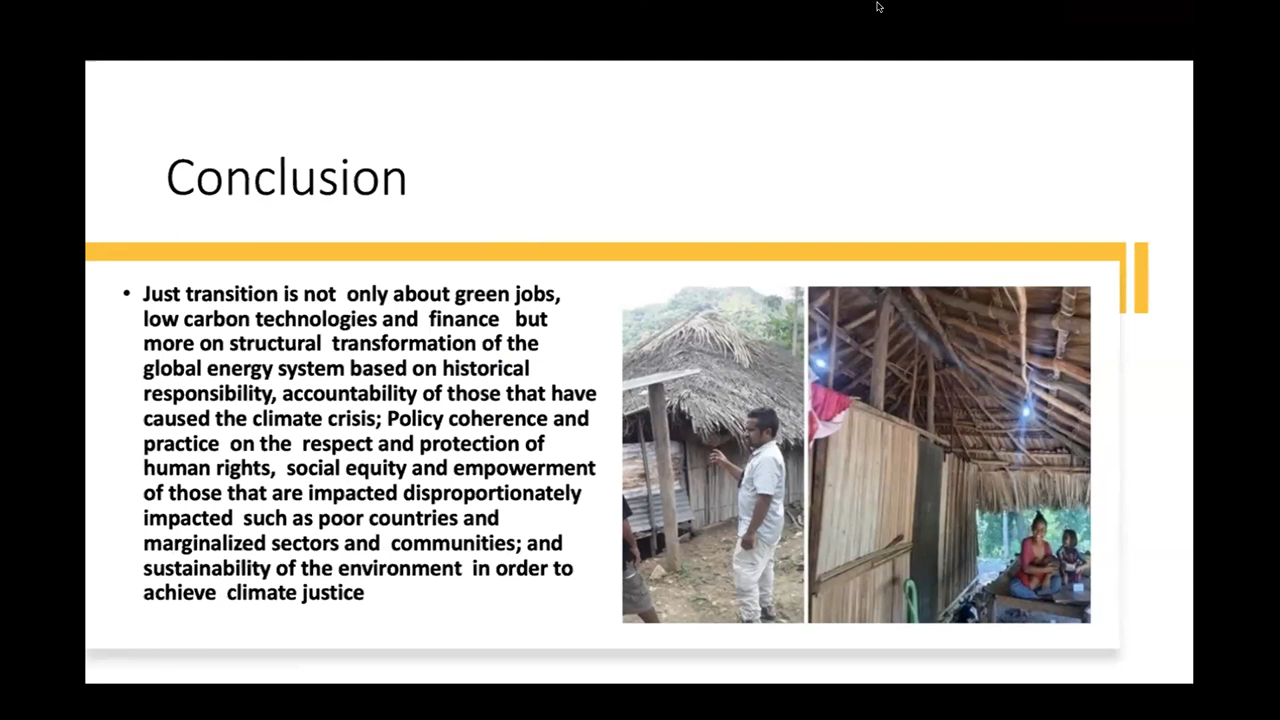 Conclusion
• Just transition is not only about green jobs,
low carbon technologies and finance but
more on structural transformation of the
global energy system based on historical
responsibility, accountability of those that have
caused the climate crisis; Policy coherence and
practice on the respect and protection of
human rights, social equity and empowerment
of those that are impacted disproportionately
impacted such as poor countries and
marginalized sectors and communities; and
sustainability of the environment in order to
achieve climate justice